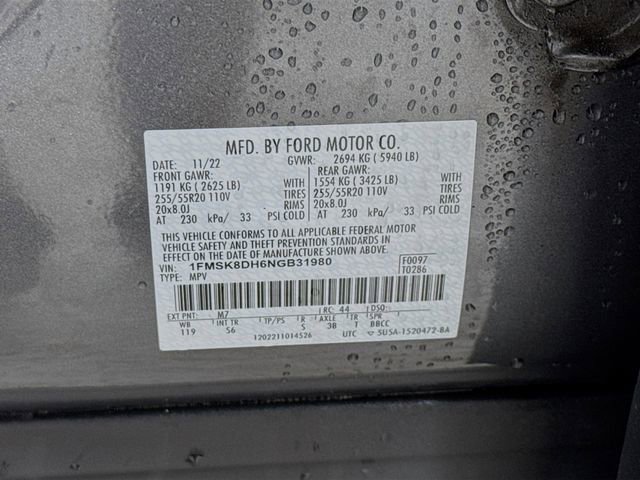 MFD. BY FORD MOTOR CO.
DATE: 11/22 GVWR: 2694 KG ( 5940 LB)
FRONT GAWR: REAR GAWR:
1191 KG ( 2625 LB) WITH 1554 KG ( 3425 LB) WITH
255/55R20 110V TIRES 255/55R20 110V TIRES
20x8.0J RIMS 20x8.0J RIMS
AT 230 kPa/ 33 PSI COLD AT 230 kPa/ 33 PSI COLD
THIS VEHICLE CONFORMS TO ALL APPLICABLE FEDERAL MOTOR
VEHICLE SAFETY AND THEFT PREVENTION STANDARDS IN
EFFECT ON THE DATE OF MANUFACTURE SHOWN ABOVE.
VIN: 1FMSK8DH6NGB31980 F0097
TYPE: MPV T0286
EXT PNT: M7 RC: 44 DSO:
WB INT TR TP/PS R AXLE TR SPR
119 56 S 3B T BBCC
1202211014526 UTC 5U5A-1520472-BA